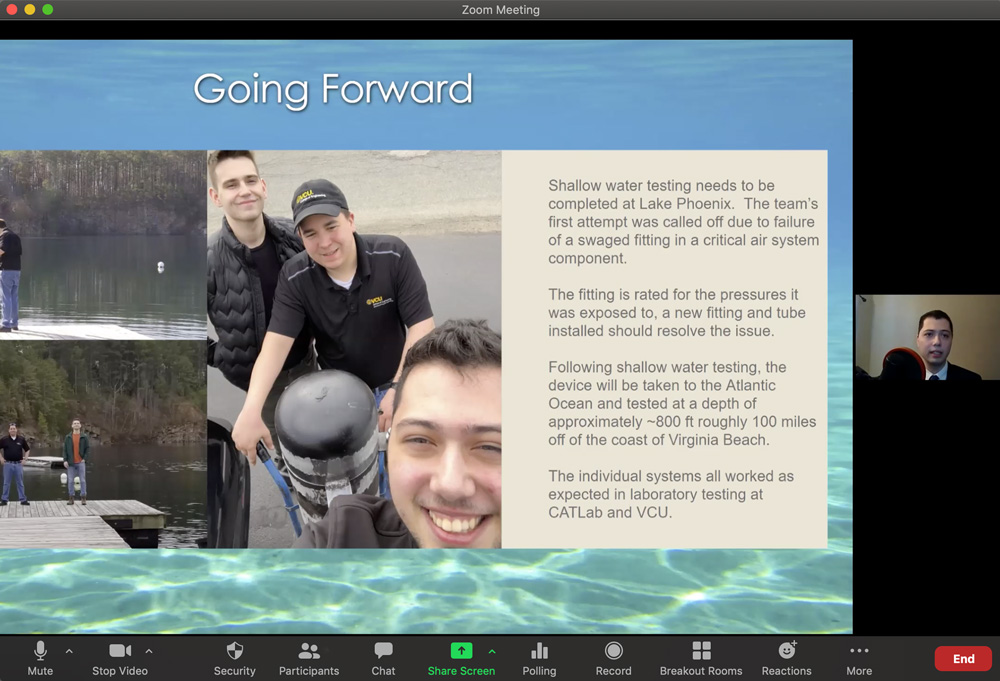 Zoom Meeting
Going Forward
VCU
VCU
Shallow water testing needs to be
completed at Lake Phoenix.  The team’s
first attempt was called off due to failure
of a swaged fitting in a critical air system
component.
The fitting is rated for the pressures it
was exposed to, a new fitting and tube
installed should resolve the issue.
Following shallow water testing, the
device will be taken to the Atlantic
Ocean and tested at a depth of
approximately ~800 ft roughly 100 miles
off of the coast of Virginia Beach.
The individual systems all worked as
expected in laboratory testing at
CATLab and VCU.
Mute
Stop Video
Security
Participants
Chat
Share Screen
Polling
Record
Breakout Rooms
Reactions
More
End